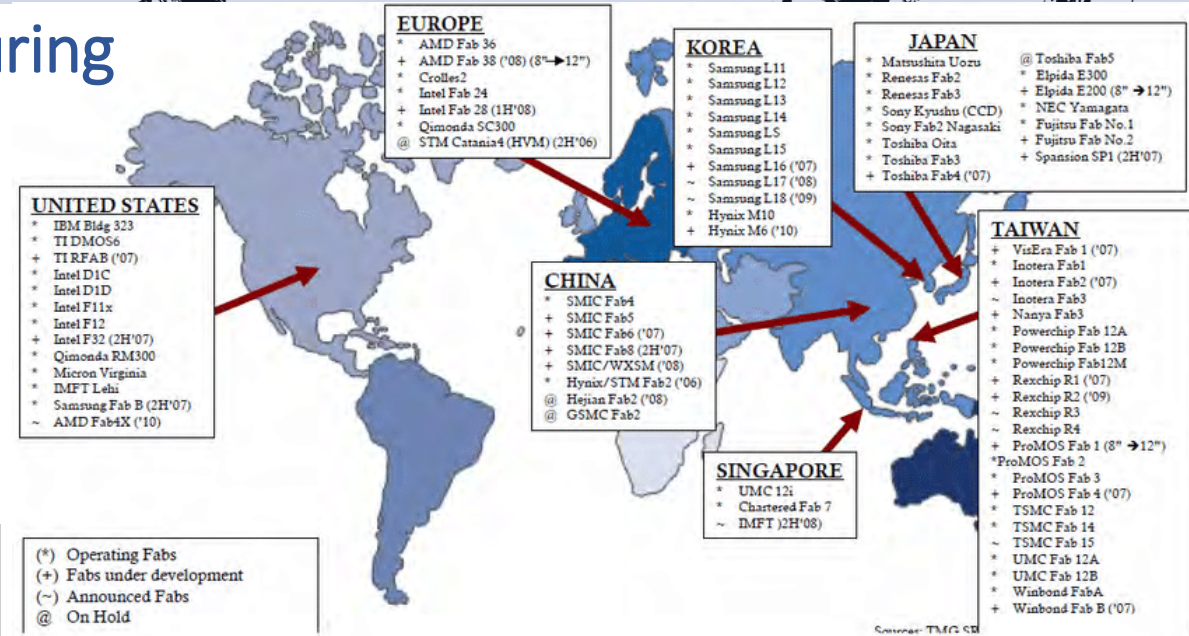 uring
EUROPE
* AMD Fab 36
+ AMD Fab 38 ('08) (8"→12")
* Crolles2
* Intel Fab 24
+ Intel Fab 28 (1H'08)
* Qimonda SC300
@ STM Catania4 (HVM) (2H'06)
KOREA
* Samsung L11
* Samsung L12
* Samsung L13
* Samsung L14
* Samsung LS
* Samsung L15
+ Samsung L16 ('07)
~ Samsung L17 ('08)
~ Samsung L18 ('09)
* Hynix M10
+ Hynix M6 ('10)
JAPAN
* Matsushita Uozu
* Renesas Fab2
* Renesas Fab3
* Sony Kyushu (CCD)
* Sony Fab2 Nagasaki
* Toshiba Oita
* Toshiba Fab3
+ Toshiba Fab4 ('07)
@ Toshiba Fab5
* Elpida E300
+ Elpida E200 (8" →12")
* NEC Yamagata
* Fujitsu Fab No.1
+ Fujitsu Fab No.2
+ Spansion SP1 (2H'07)
UNITED STATES
* IBM Bldg 323
* TI DMOS6
+ TI RFAB ('07)
* Intel D1C
* Intel D1D
* Intel F11x
* Intel F12
+ Intel F32 (2H'07)
* Qimonda RM300
* Micron Virginia
* IMFT Lehi
* Samsung Fab B (2H'07)
~ AMD Fab4X ('10)
CHINA
* SMIC Fab4
+ SMIC Fab5
+ SMIC Fab6 ('07)
+ SMIC Fab8 (2H'07)
+ SMIC/WXSM ('08)
* Hynix/STM Fab2 ('06)
@ Hejian Fab2 ('08)
@ GSMC Fab2
TAIWAN
+ VisEra Fab 1 ('07)
* Inotera Fab1
+ Inotera Fab2 ('07)
~ Inotera Fab3
+ Nanya Fab3
* Powerchip Fab 12A
* Powerchip Fab 12B
* Powerchip Fab12M
+ Rexchip R1 ('07)
+ Rexchip R2 ('09)
~ Rexchip R3
~ Rexchip R4
+ ProMOS Fab 1 (8" →12")
*ProMOS Fab 2
* ProMOS Fab 3
+ ProMOS Fab 4 ('07)
* TSMC Fab 12
* TSMC Fab 14
~ TSMC Fab 15
* UMC Fab 12A
* UMC Fab 12B
* Winbond FabA
+ Winbond Fab B ('07)
SINGAPORE
* UMC 12i
* Chartered Fab 7
~ IMFT )2H'08)
(*) Operating Fabs
(+) Fabs under development
(~) Announced Fabs
@ On Hold
Sources: TMG